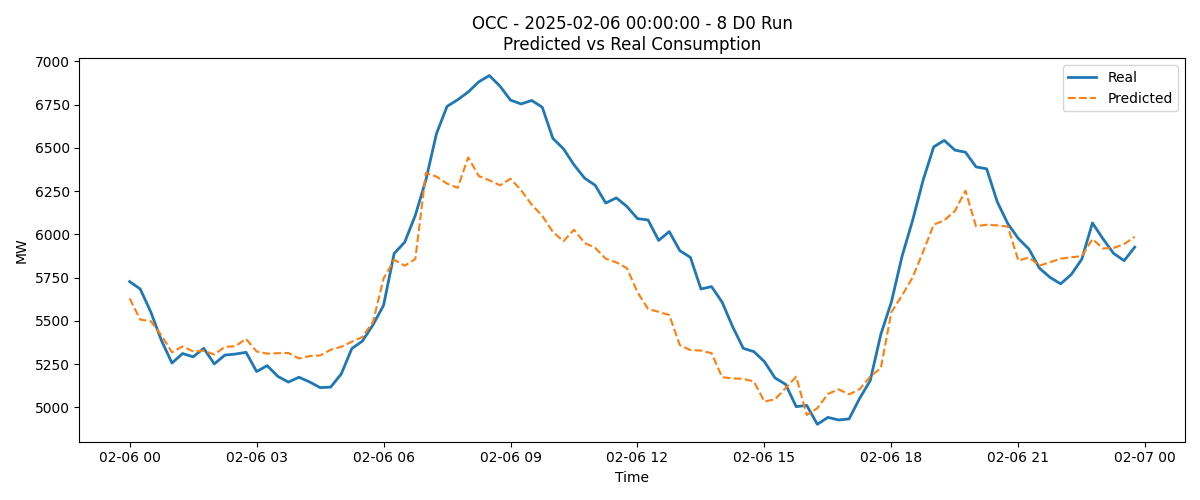 OCC - 2025-02-06 00:00:00 - 8 D0 Run
Predicted vs Real Consumption
7000
6750
6500
6250
6000
5750
5500
5250
5000
MW
Real
Predicted
02-06 00 02-06 03 02-06 06 02-06 09 02-06 12 02-06 15 02-06 18 02-06 21 02-07 00
Time